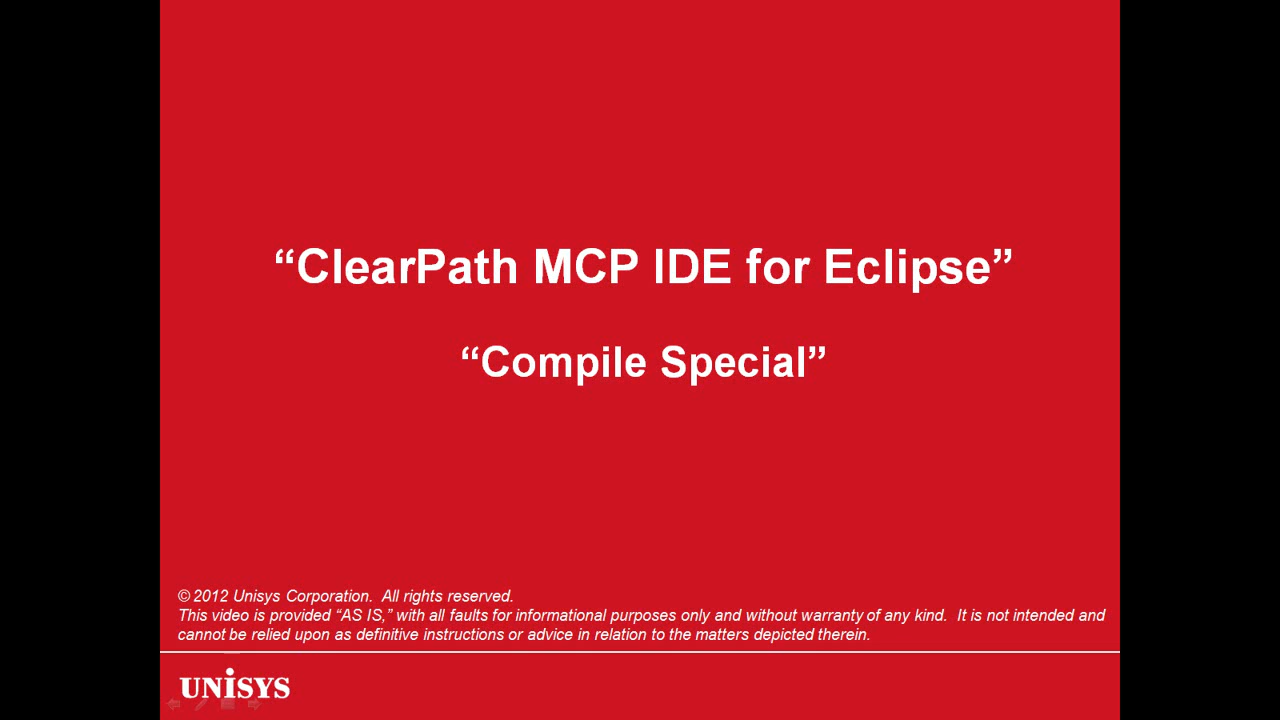 “ClearPath MCP IDE for Eclipse”
“Compile Special”
© 2012 Unisys Corporation.  All rights reserved.
This video is provided “AS IS,” with all faults for informational purposes only and without warranty of any kind.  It is not intended and
cannot be relied upon as definitive instructions or advice in relation to the matters depicted therein.
UNiSYS